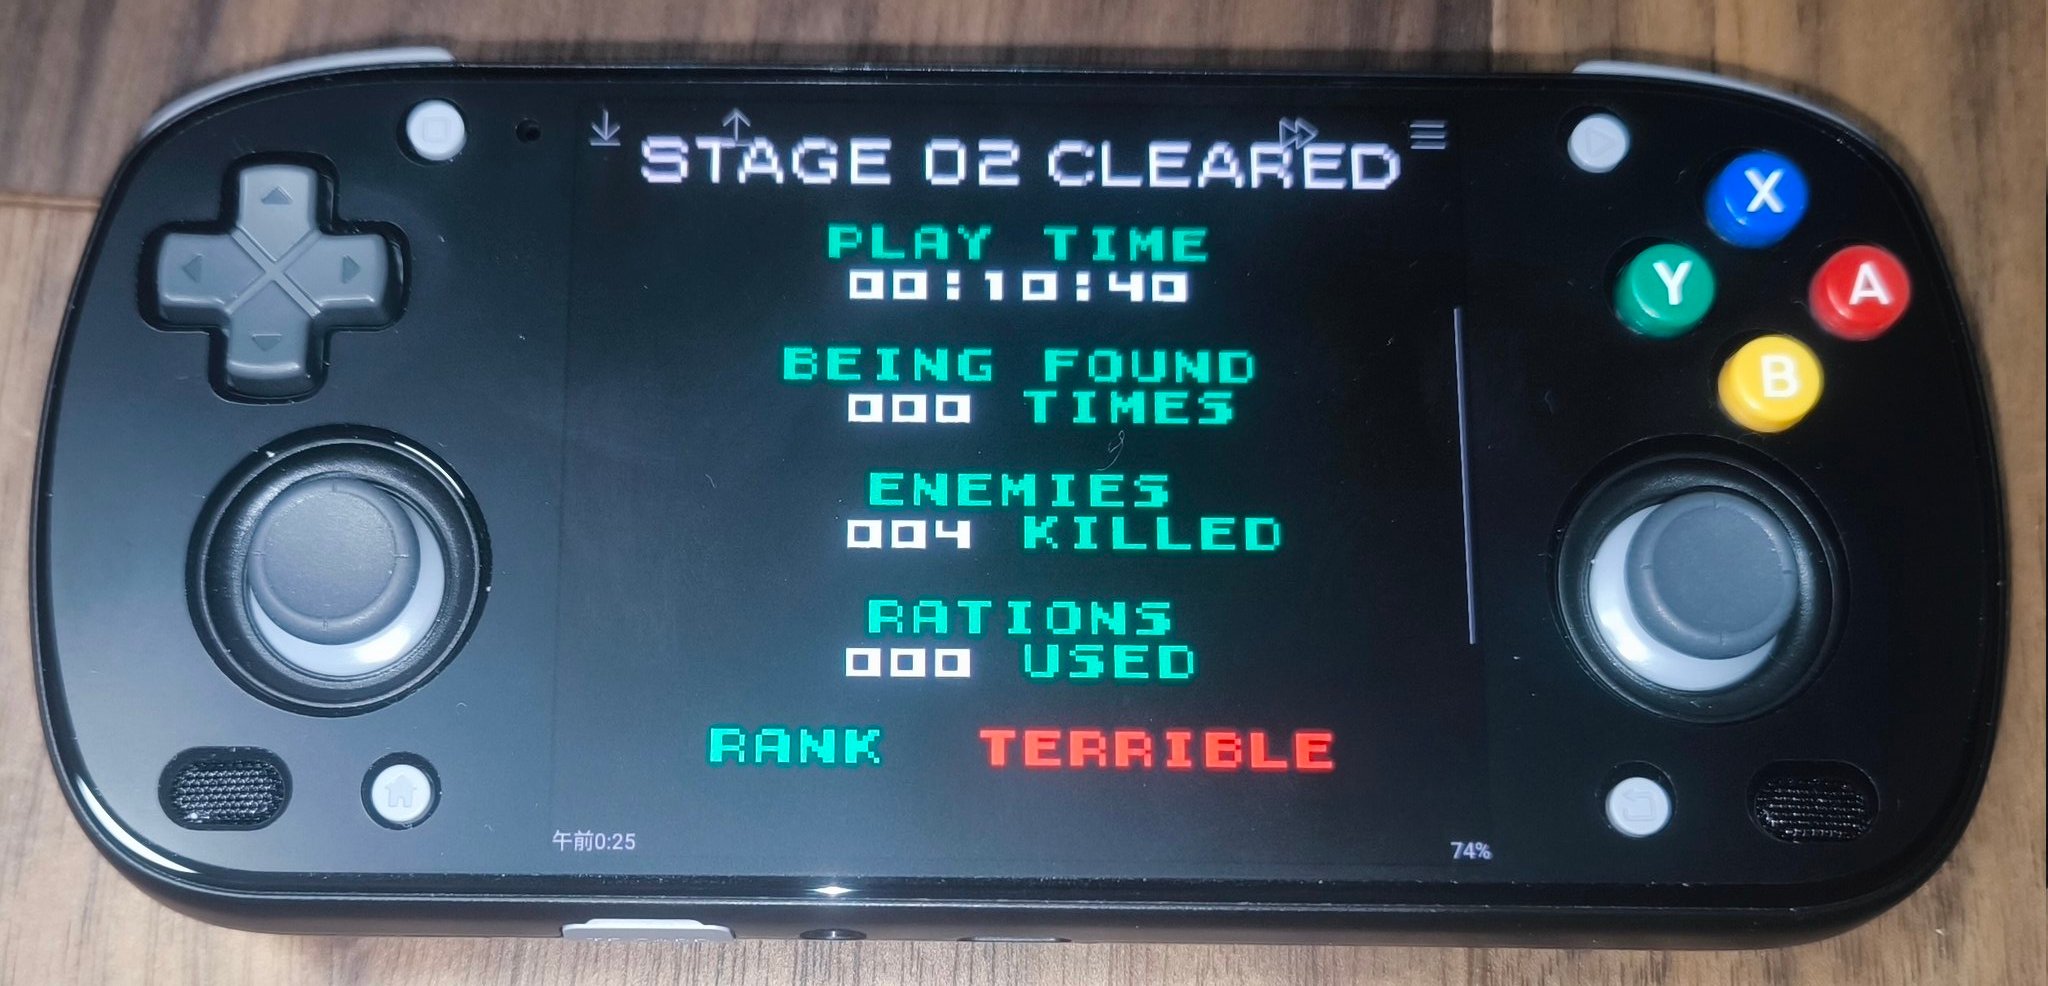 STAGE 02 CLEARED
PLAY TIME
00:10:40
BEING FOUND
000 TIMES
ENEMIES
004 KILLED
RATIONS
000 USED
RANK TERRIBLE
午前0:25
74%
X
Y
A
B